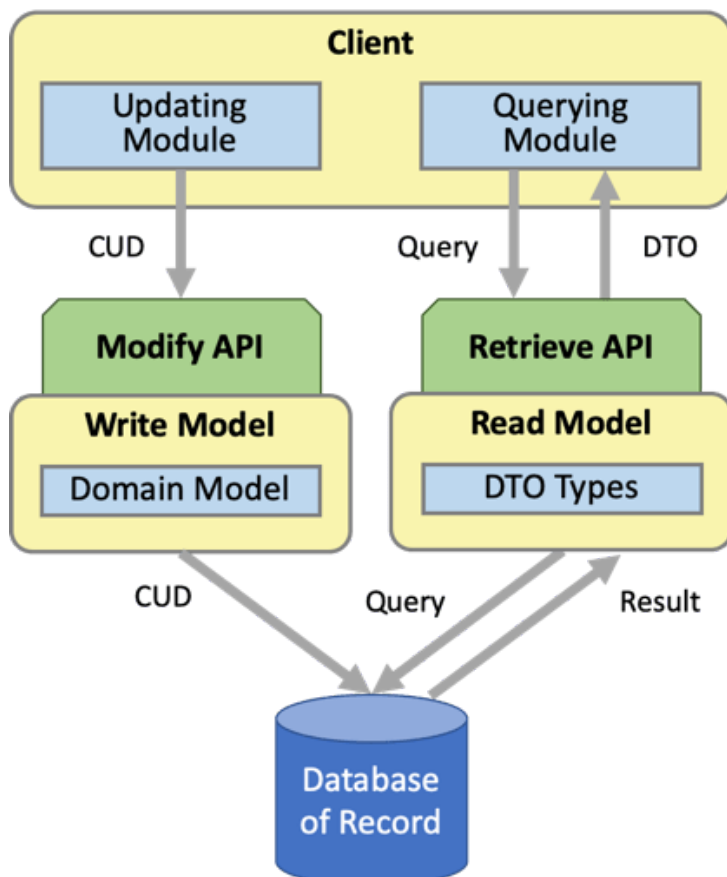 Client
Updating
Module
Querying
Module
CUD
Query
DTO
Modify API
Retrieve API
Write Model
Read Model
Domain Model
DTO Types
CUD
Query
Result
Database
of Record